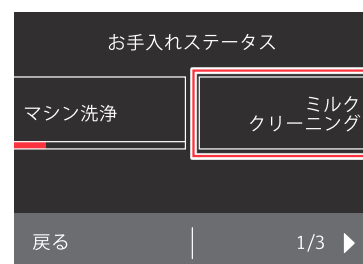 お手入れステータス
マシン洗浄
ミルク
クリーニング
戻る
1/3